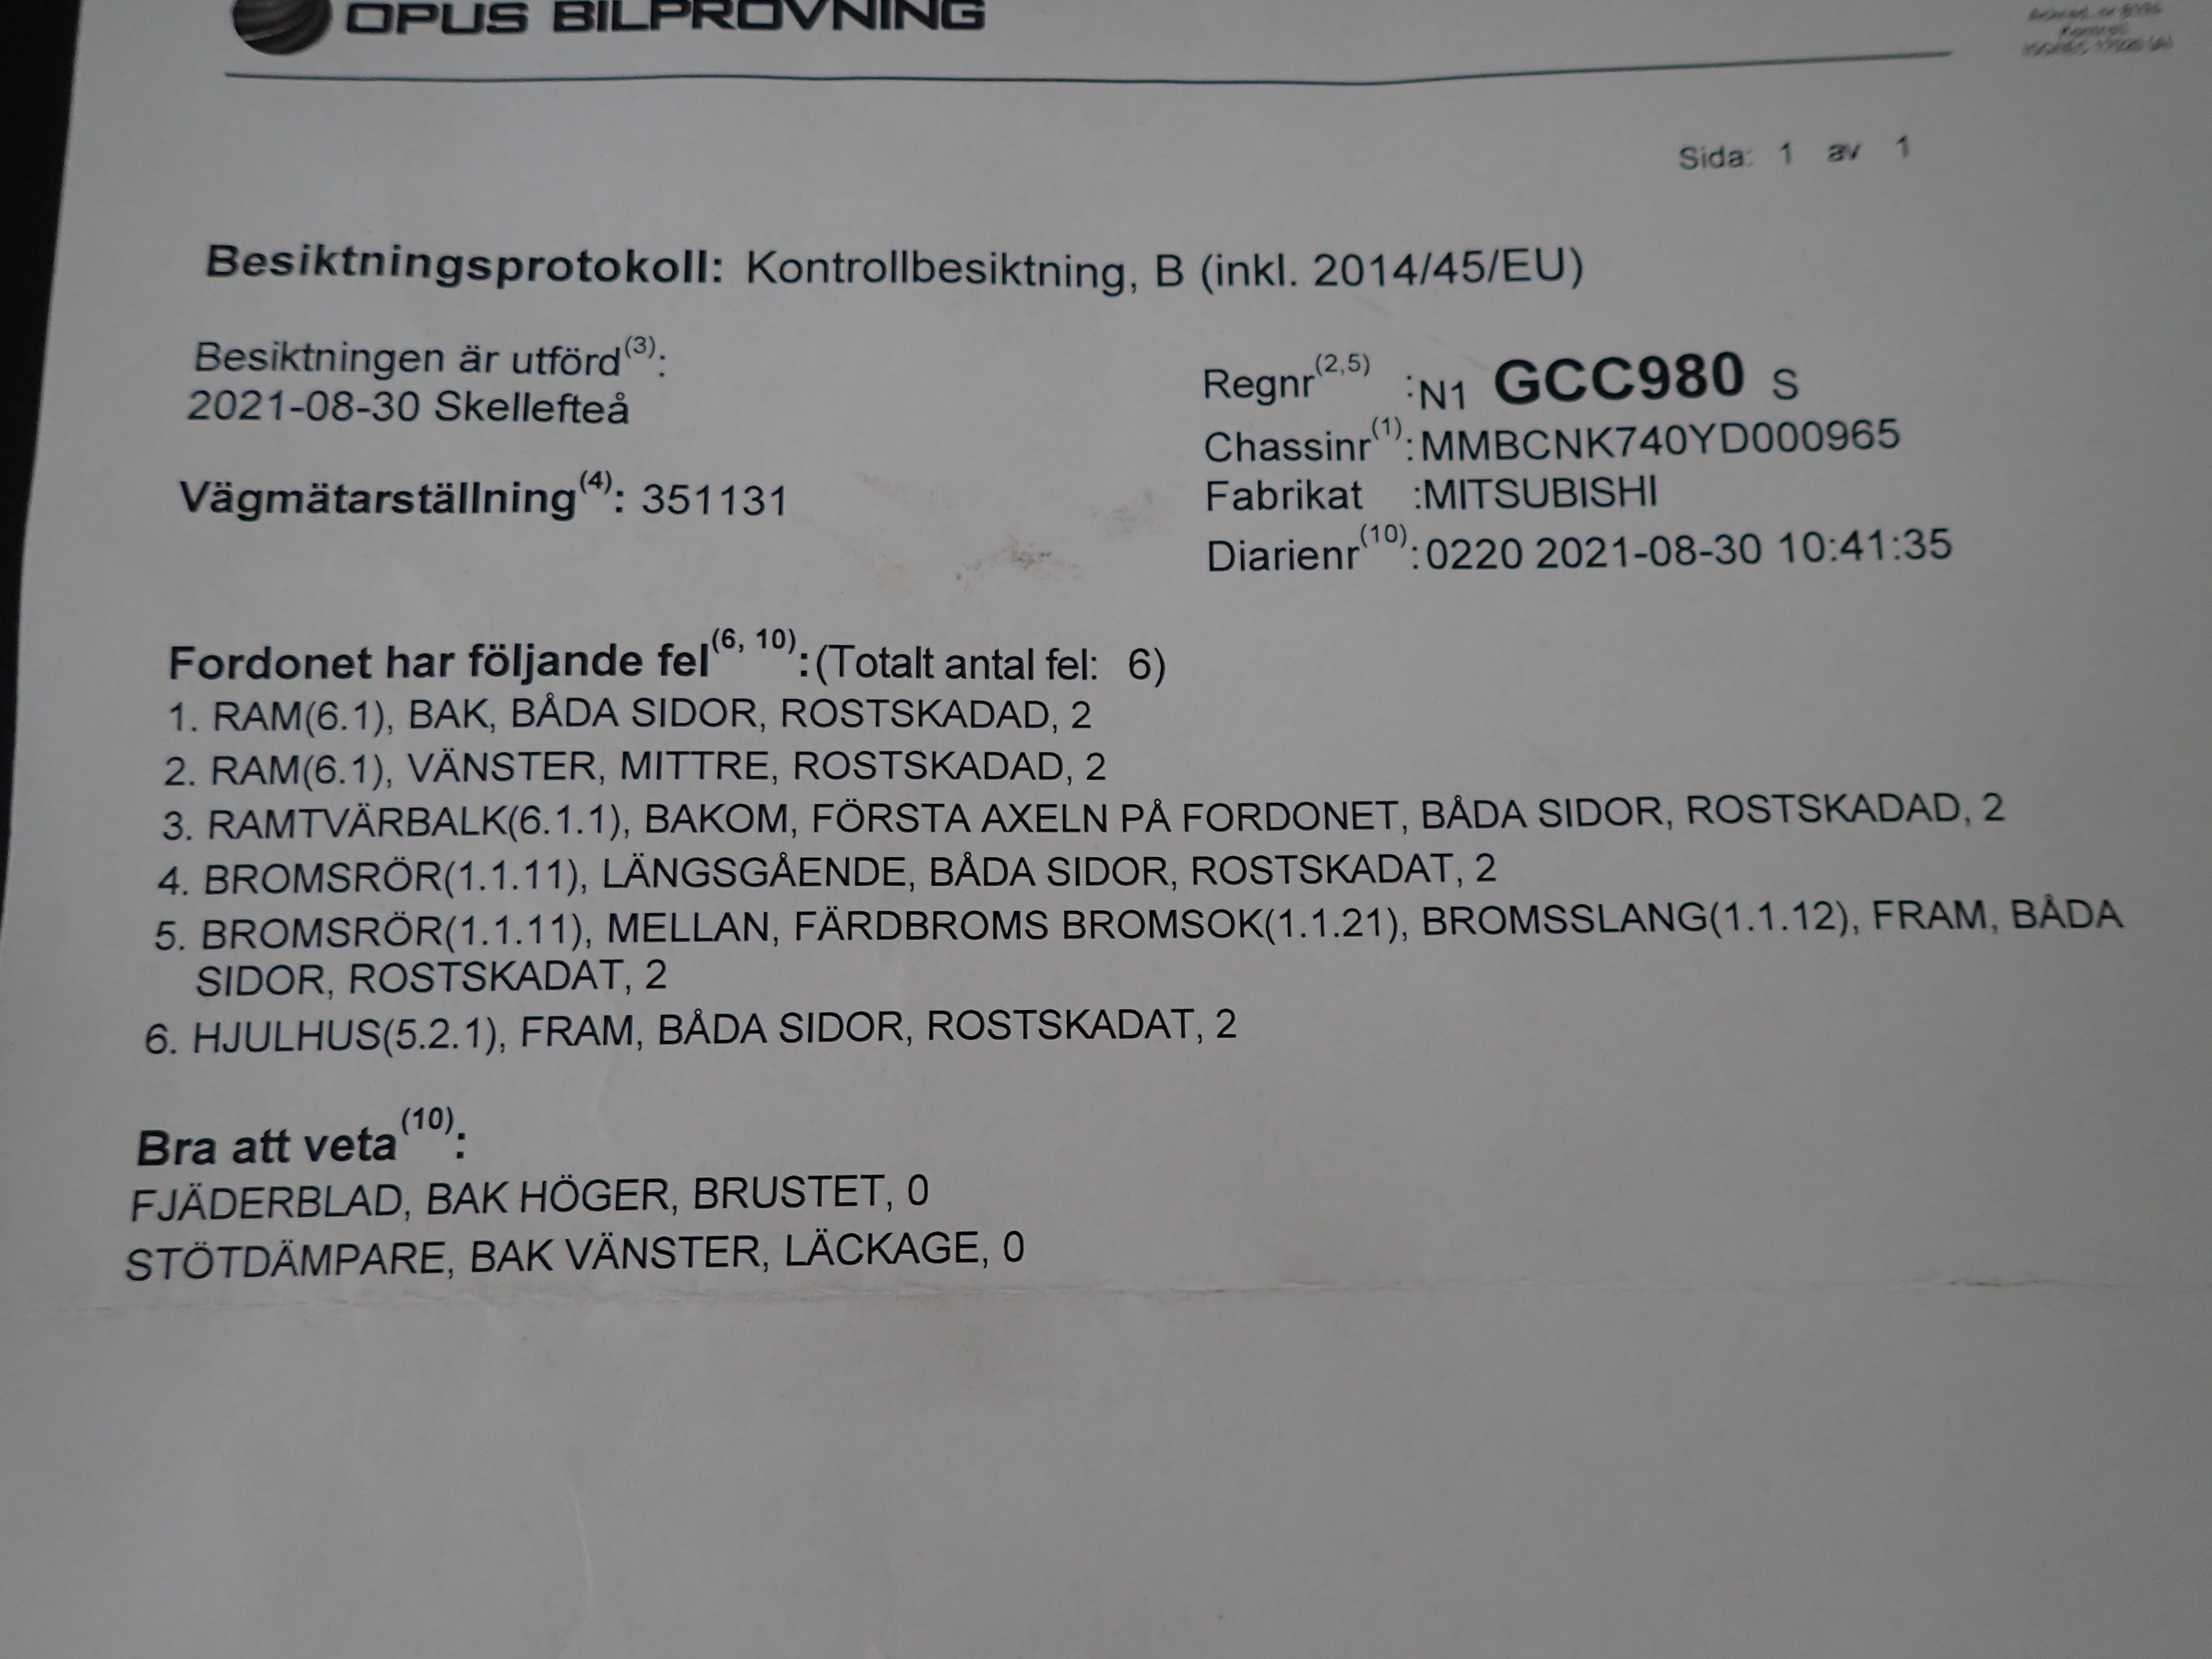 OPUS BILPROVNING
Sida: 1 av 1
Besiktningsprotokoll: Kontrollbesiktning, B (inkl. 2014/45/EU)
Besiktningen är utförd(3):
2021-08-30 Skellefteå
Vägmätarställning(4): 351131
Regnr(2,5) :N1 GCC980 S
Chassinr(1):MMBCNK740YD000965
Fabrikat :MITSUBISHI
Diarienr(10):0220 2021-08-30 10:41:35
Fordonet har följande fel(6, 10):(Totalt antal fel: 6)
1. RAM(6.1), BAK, BÅDA SIDOR, ROSTSKADAD, 2
2. RAM(6.1), VÄNSTER, MITTRE, ROSTSKADAD, 2
3. RAMTVÄRBALK(6.1.1), BAKOM, FÖRSTA AXELN PÅ FORDONET, BÅDA SIDOR, ROSTSKADAD, 2
4. BROMSRÖR(1.1.11), LÄNGSGÅENDE, BÅDA SIDOR, ROSTSKADAT, 2
5. BROMSRÖR(1.1.11), MELLAN, FÄRDBROMS BROMSOK(1.1.21), BROMSSLANG(1.1.12), FRAM, BÅDA
SIDOR, ROSTSKADAT, 2
6. HJULHUS(5.2.1), FRAM, BÅDA SIDOR, ROSTSKADAT, 2
Bra att veta(10):
FJÄDERBLAD, BAK HÖGER, BRUSTET, 0
STÖTDÄMPARE, BAK VÄNSTER, LÄCKAGE, 0